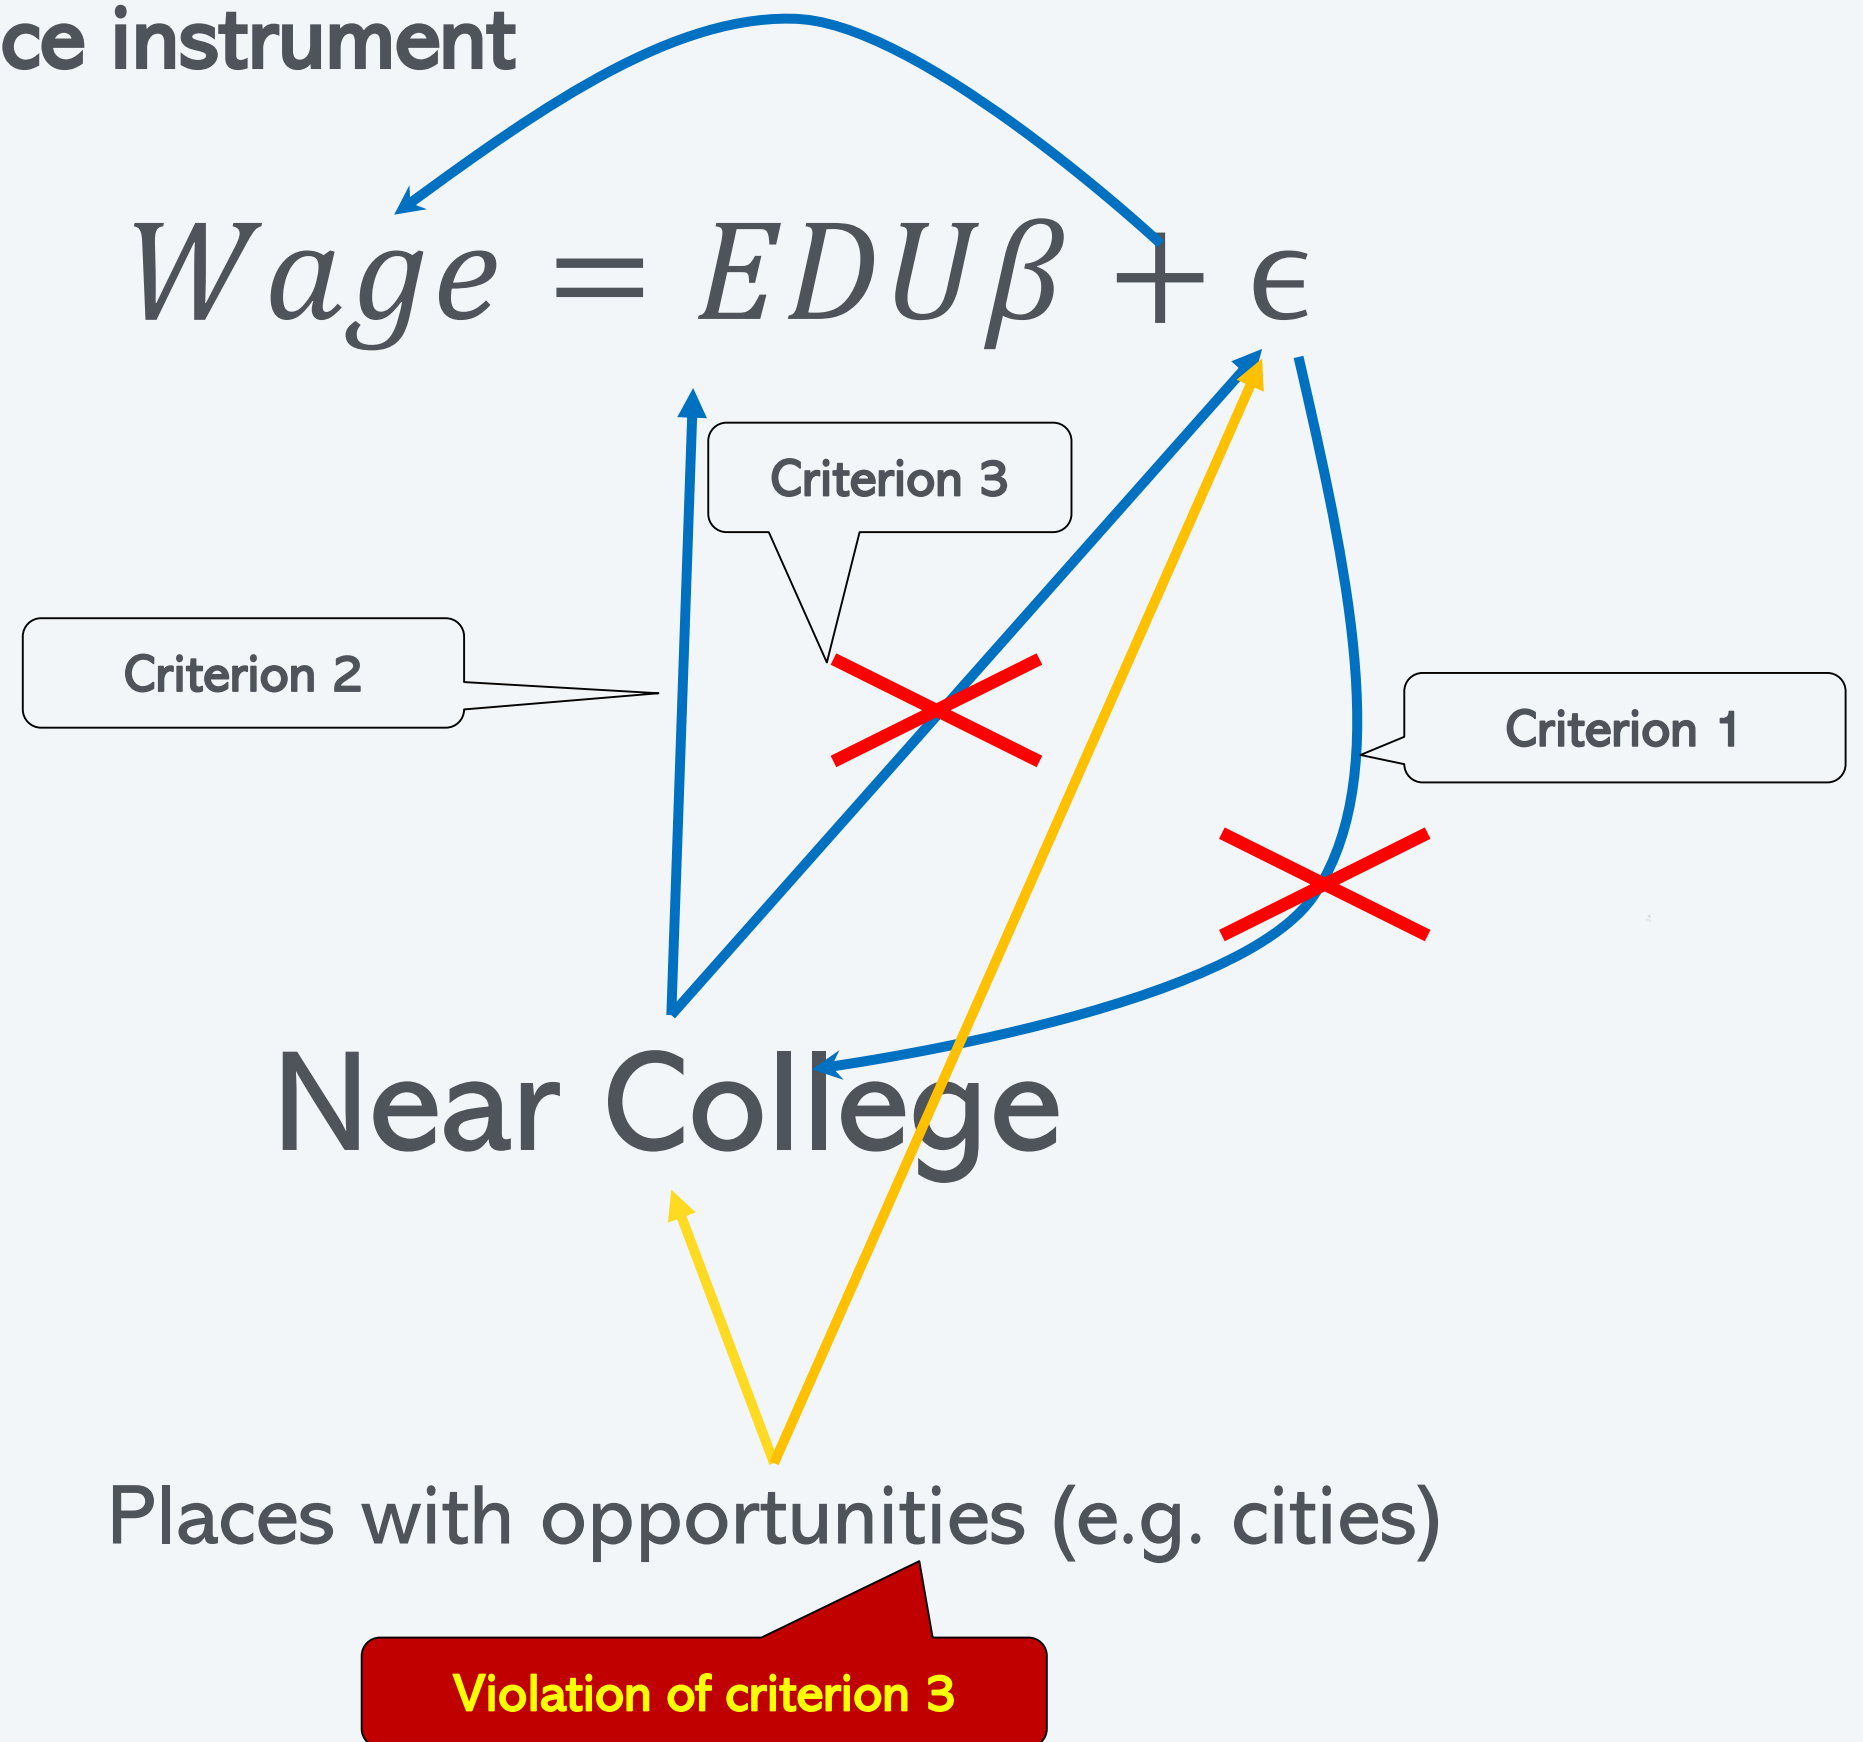 ce instrument
Wage = EDUβ + ϵ
Criterion 3
Criterion 2
Criterion 1
Near College
Places with opportunities (e.g. cities)
Violation of criterion 3